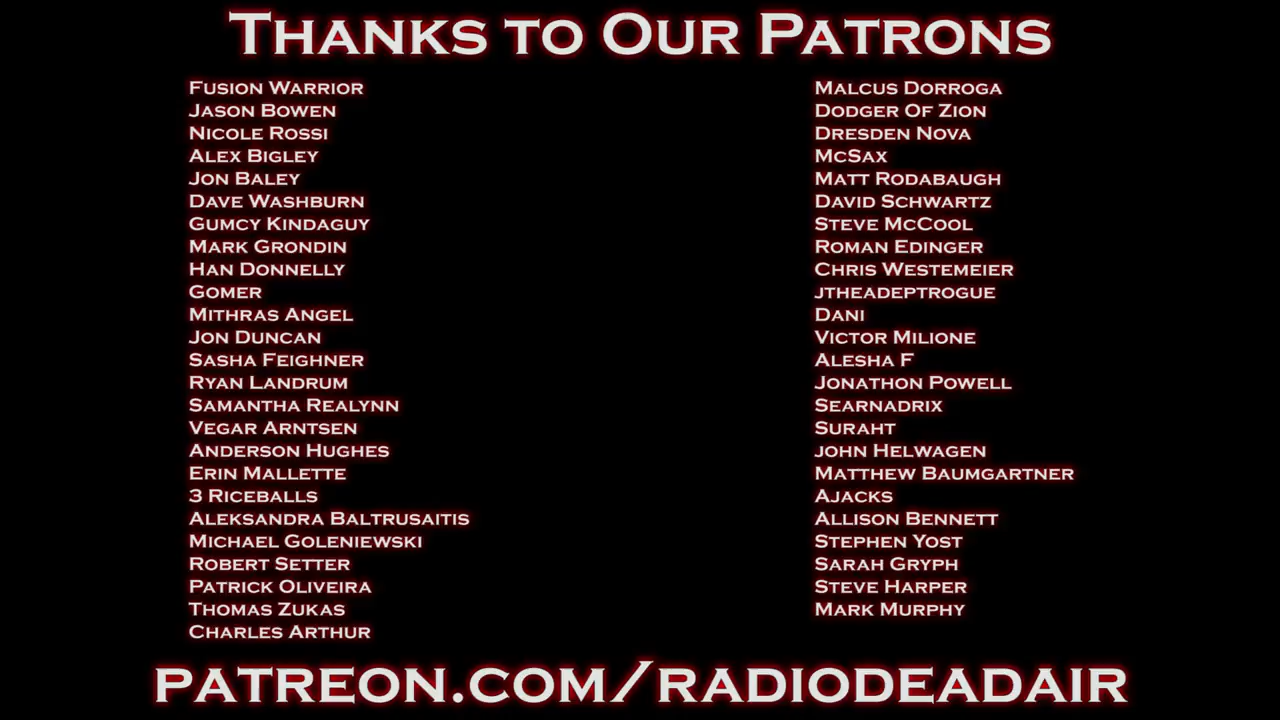 Thanks to Our Patrons
Fusion Warrior
Jason Bowen
Nicole Rossi
Alex Bigley
Jon Baley
Dave Washburn
Gumcy Kindaguy
Mark Grondin
Han Donnelly
Gomer
Mithras Angel
Jon Duncan
Sasha Feighner
Ryan Landrum
Samantha Realynn
Vegar Arntsen
Anderson Hughes
Erin Mallette
3 Riceballs
Aleksandra Baltrusaitis
Michael Goleniewski
Robert Setter
Patrick Oliveira
Thomas Zukas
Charles Arthur
Malcus Dorroga
Dodger Of Zion
Dresden Nova
McSax
Matt Rodabaugh
David Schwartz
Steve McCool
Roman Edinger
Chris Westemeier
jtheadeptrogue
Dani
Victor Milione
Alesha F
Jonathon Powell
Searnadrix
Suraht
john Helwagen
Matthew Baumgartner
Ajacks
Allison Bennett
Stephen Yost
Sarah Gryph
Steve Harper
Mark Murphy
patreon.com/radiodeadair